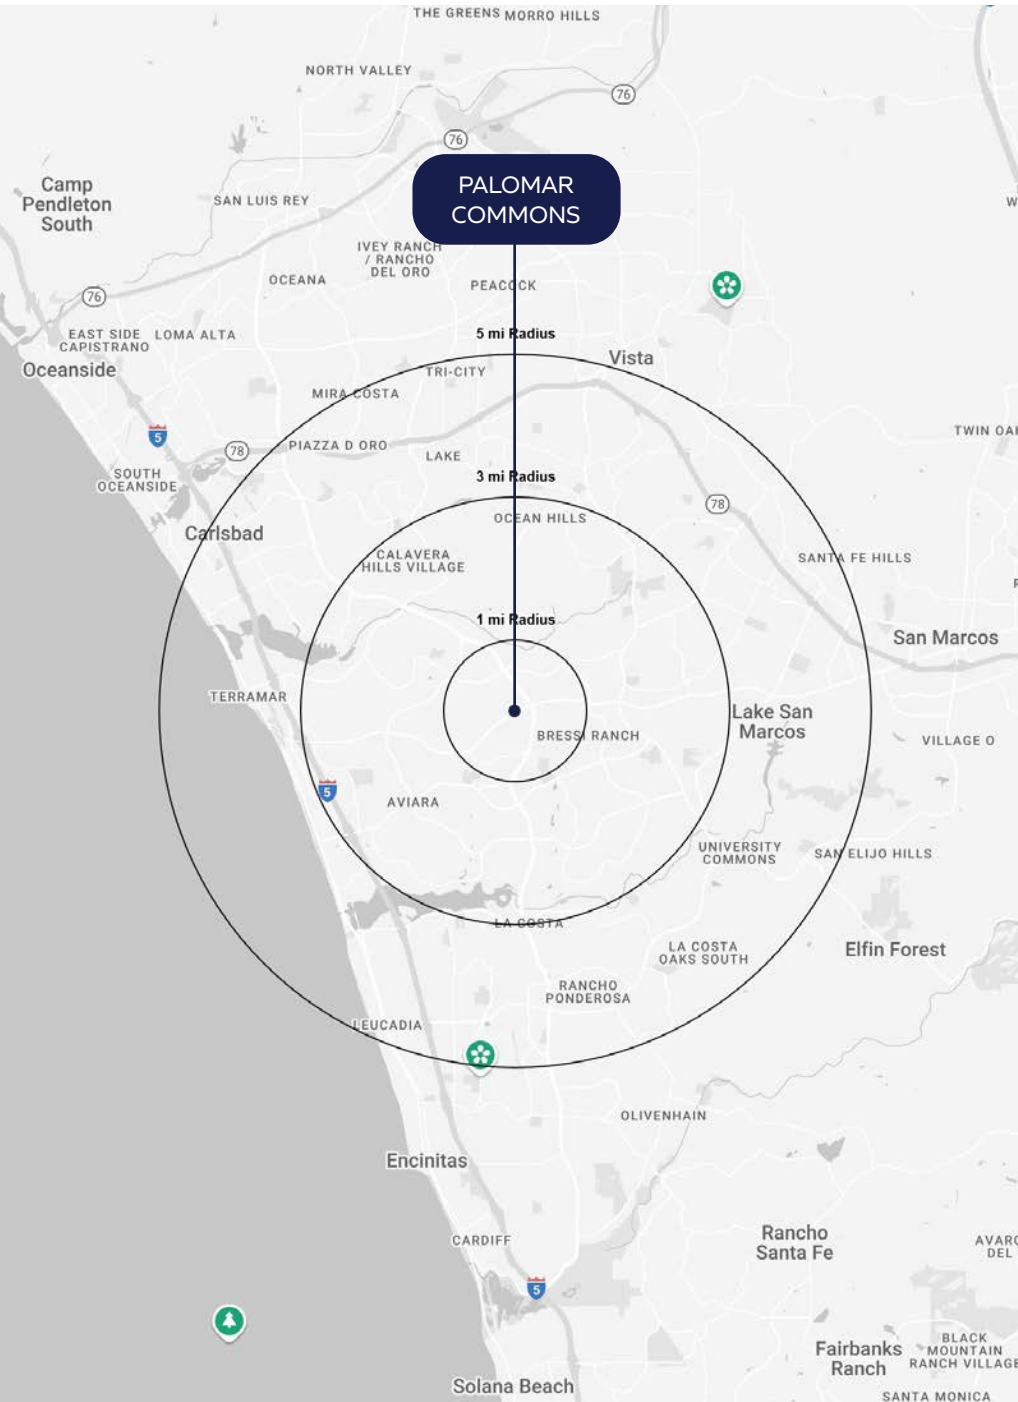 THE GREENS
MORRO HILLS
NORTH VALLEY
76
76
PALOMAR
COMMONS
Camp
Pendleton
South
SAN LUIS REY
IVEY RANCH
/ RANCHO
DEL ORO
OCEANA
PEACOCK
76
EAST SIDE
CAPISTRANO
LOMA ALTA
5 mi Radius
Oceanside
Vista
TRI-CITY
MIRA COSTA
5
78
PIAZZA D ORO
LAKE
TWIN OA
SOUTH
OCEANSIDE
3 mi Radius
78
OCEAN HILLS
Carlsbad
CALAVERA
HILLS VILLAGE
SANTA FE HILLS
1 mi Radius
San Marcos
TERRAMAR
Lake San
Marcos
BRESSI RANCH
VILLAGE O
5
AVIARA
UNIVERSITY
COMMONS
SAN ELIJO HILLS
LA COSTA
LA COSTA
OAKS SOUTH
Elfin Forest
RANCHO
PONDEROSA
LEUCADIA
OLIVENHAIN
Encinitas
CARDIFF
Rancho
Santa Fe
AVAR
DEL
5
Fairbanks
Ranch
BLACK
MOUNTAIN
RANCH VILLAGE
Solana Beach
SANTA MONICA